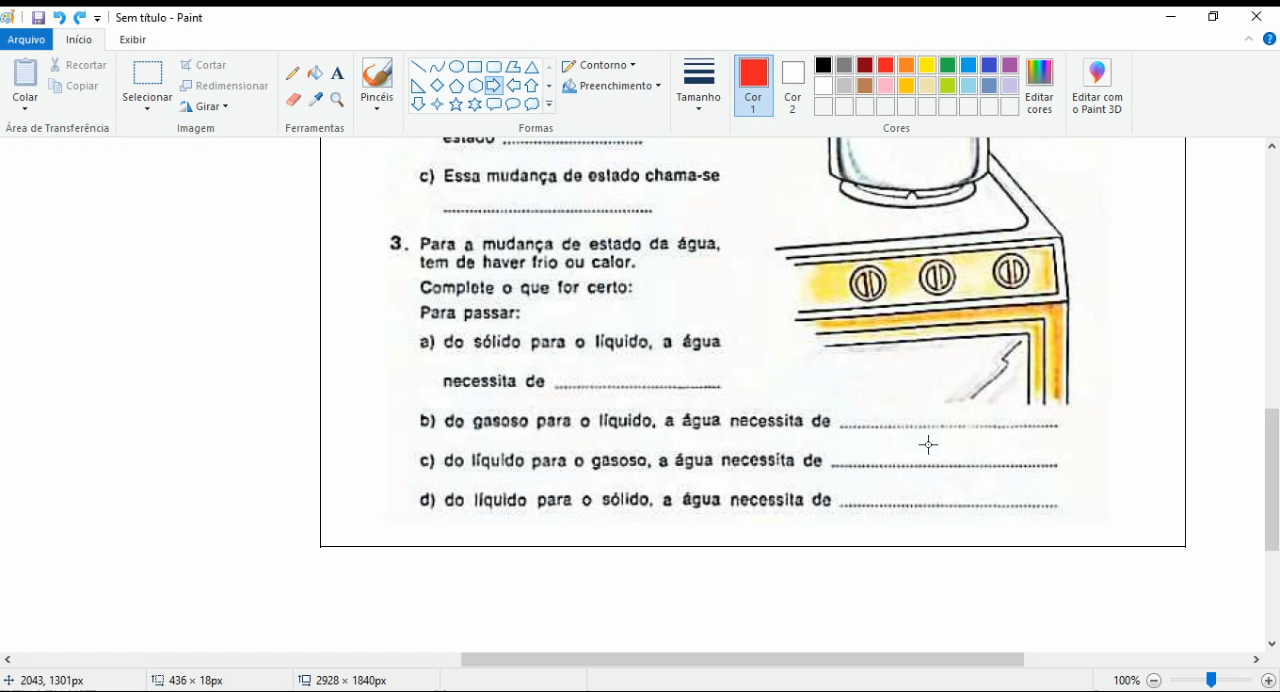 Sem título - Paint
Arquivo Início Exibir
Colar
Recortar
Copiar
Área de Transferência
Selecionar
Cortar
Redimensionar
Girar
Imagem
A
Ferramentas
Pincéis
Contorno
Preenchimento
Formas
Tamanho
Cor
1
Cor
2
Editar
cores
Cores
Editar com
o Paint 3D
estado
c) Essa mudança de estado chama-se
3. Para a mudança de estado da água,
tem de haver frio ou calor.
Complete o que for certo:
Para passar:
a) do sólido para o líquido, a água
necessita de
b) do gasoso para o líquido, a água necessita de
c) do líquido para o gasoso, a água necessita de
d) do líquido para o sólido, a água necessita de
2043, 1301px 436 × 18px 2928 × 1840px 100%